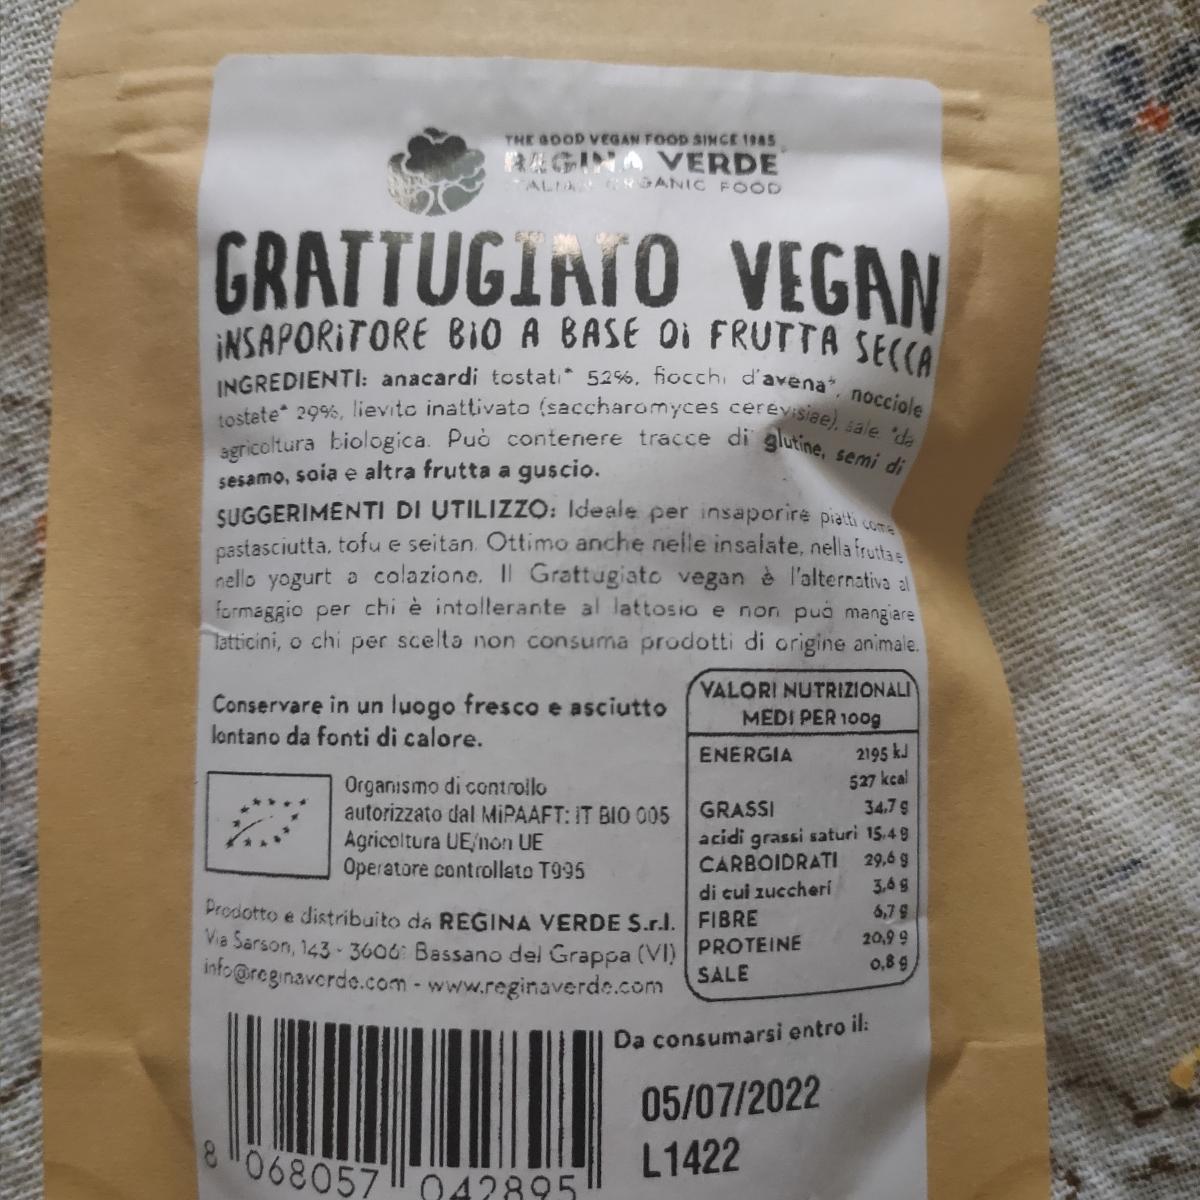 THE GOOD VEGAN FOOD SINCE 1985
REGINA VERDE
ITALIAN ORGANIC FOOD
GRATTUGIATO VEGAN
INSAPORITORE BIO A BASE DI FRUTTA SECCA
INGREDIENTI: anacardi tostati* 52%, fiocchi d'avena*, nocciole
tostate* 29%, lievito inattivato (saccharomyces cerevisiae), sale. *da
agricoltura biologica. Può contenere tracce di glutine, semi di
sesamo, soia e altra frutta a guscio.
SUGGERIMENTI DI UTILIZZO: Ideale per insaporire piatti come
pastasciutta, tofu e seitan. Ottimo anche nelle insalate, nella frutta e
nello yogurt a colazione. Il Grattugiato vegan è l'alternativa al
formaggio per chi è intollerante al lattosio e non può mangiare
latticini, o chi per scelta non consuma prodotti di origine animale.
Conservare in un luogo fresco e asciutto
lontano da fonti di calore.
Organismo di controllo
autorizzato dal MiPAAFT: IT BIO 005
Agricoltura UE/non UE
Operatore controllato T095
Prodotto e distribuito da REGINA VERDE S.r.l.
Via Sarson, 143 - 36061 Bassano del Grappa (VI)
info@reginaverde.com - www.reginaverde.com
VALORI NUTRIZIONALI
MEDI PER 100g
ENERGIA 2195 kJ
527 kcal
GRASSI 34,7 g
acidi grassi saturi 15,4 g
CARBOIDRATI 29,6 g
di cui zuccheri 3,6 g
FIBRE 6,7 g
PROTEINE 20,9 g
SALE 0,8 g
Da consumarsi entro il:
05/07/2022
L1422
8 068057 042895